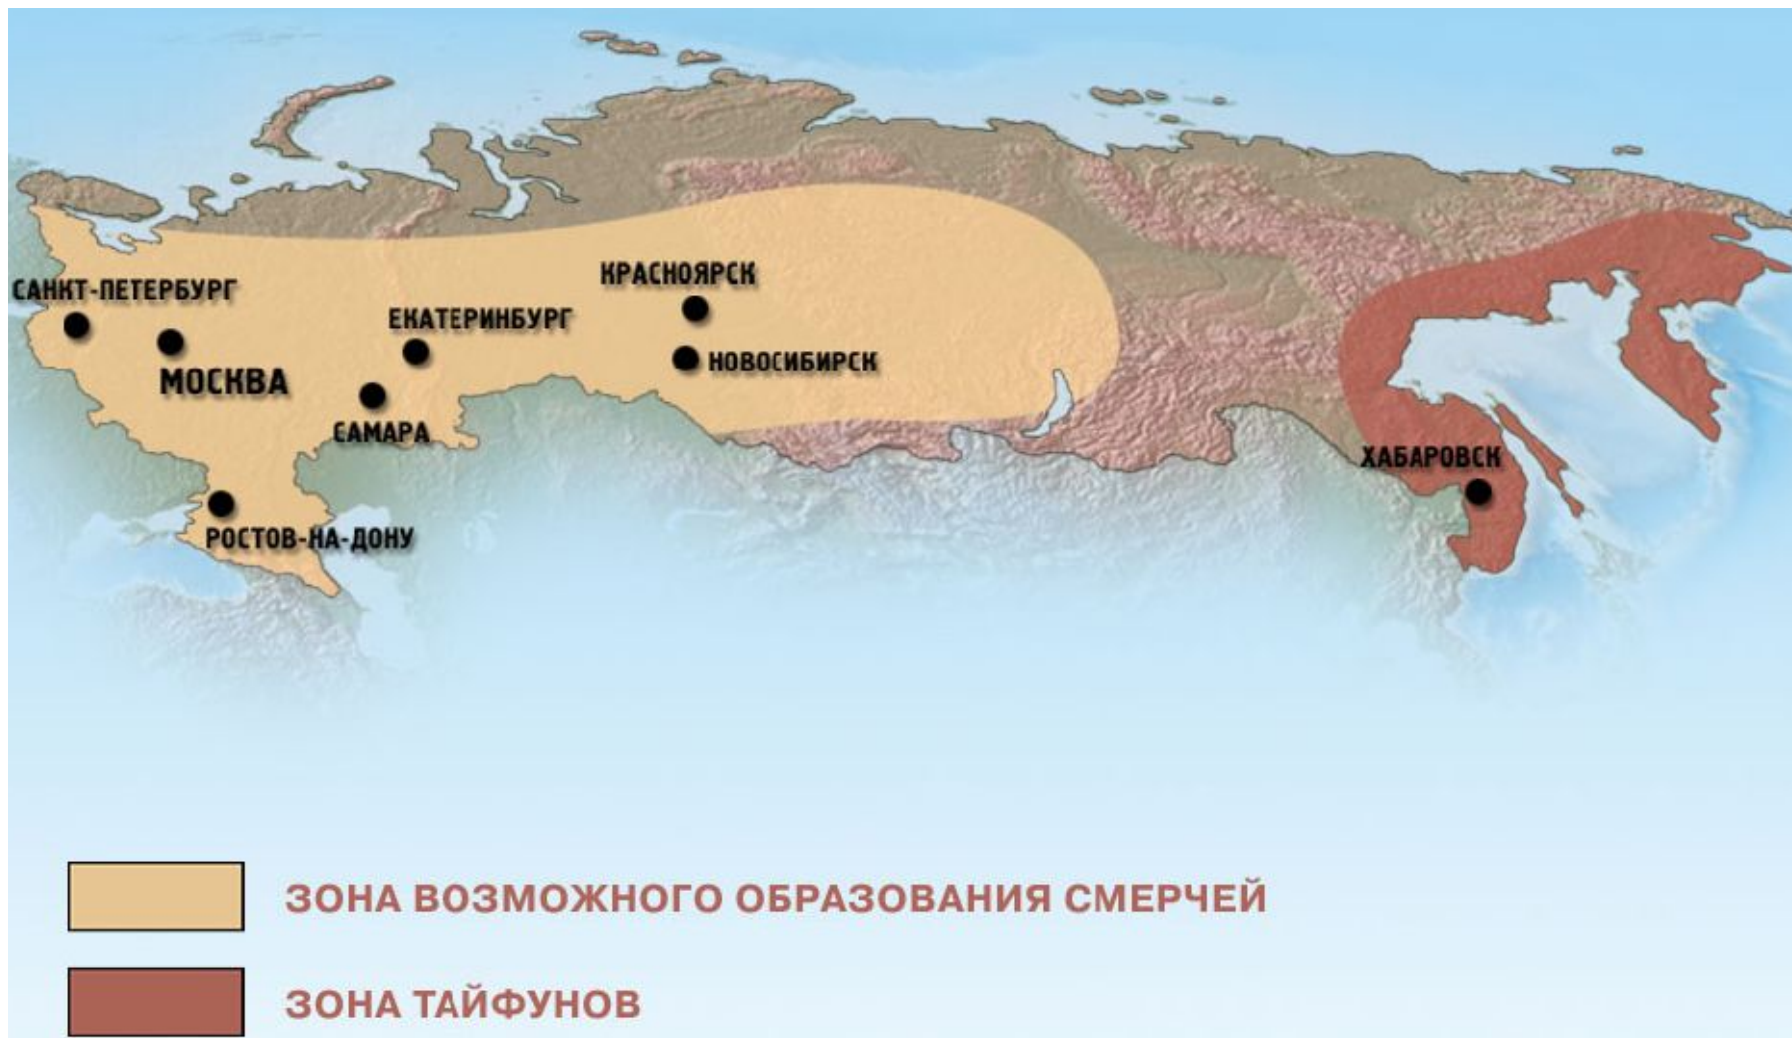 КРАСНОЯРСК
САНКТ-ПЕТЕРБУРГ
ЕКАТЕРИНБУРГ
НОВОСИБИРСК
МОСКВА
САМАРА
ХАБАРОВСК
РОСТОВ-НА-ДОНУ
ЗОНА ВОЗМОЖНОГО ОБРАЗОВАНИЯ СМЕРЧЕЙ
ЗОНА ТАЙФУНОВ